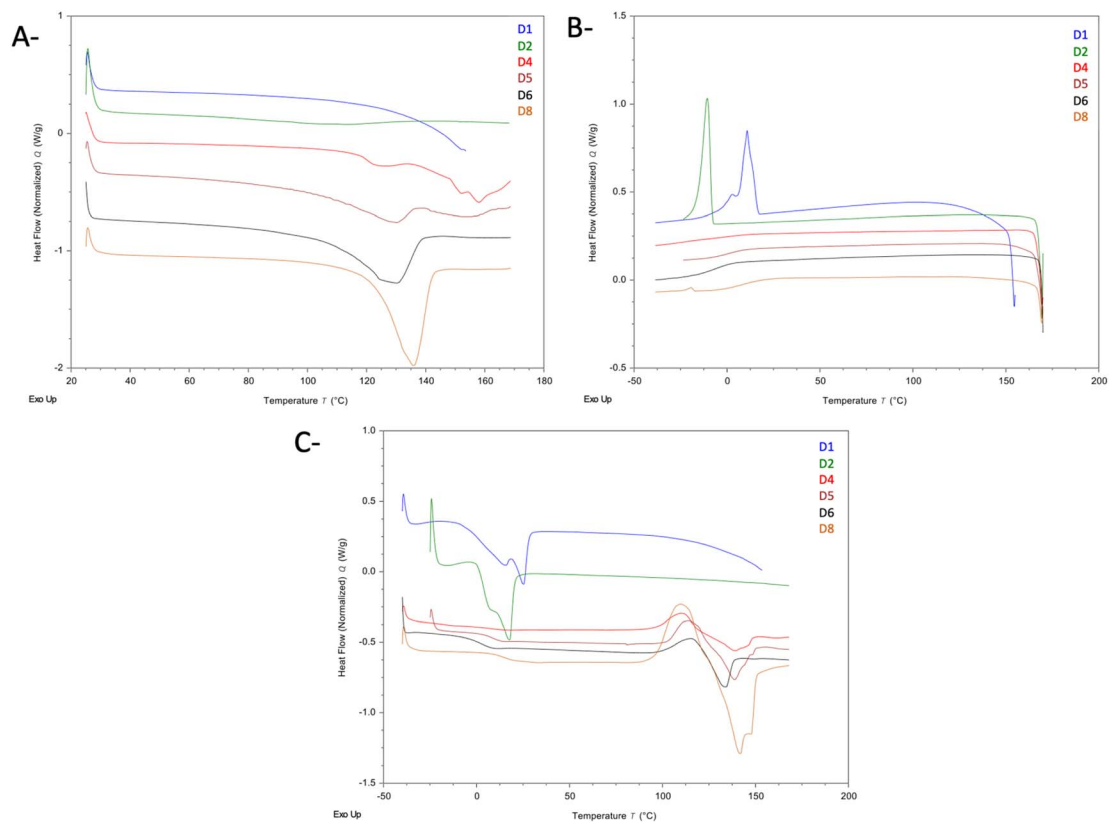 A-
D1
D2
D4
D5
D6
D8
1
0
-1
-2
Heat Flow (Normalized) Q (W/g)
20
40
60
80
100
120
140
160
180
Exo Up
Temperature T (°C)
B-
D1
D2
D4
D5
D6
D8
1.5
1.0
0.5
0.0
-0.5
Heat Flow (Normalized) Q (W/g)
-50
0
50
100
150
200
Exo Up
Temperature T (°C)
C-
D1
D2
D4
D5
D6
D8
1.0
0.5
0.0
-0.5
-1.0
-1.5
Heat Flow (Normalized) Q (W/g)
-50
0
50
100
150
200
Exo Up
Temperature T (°C)